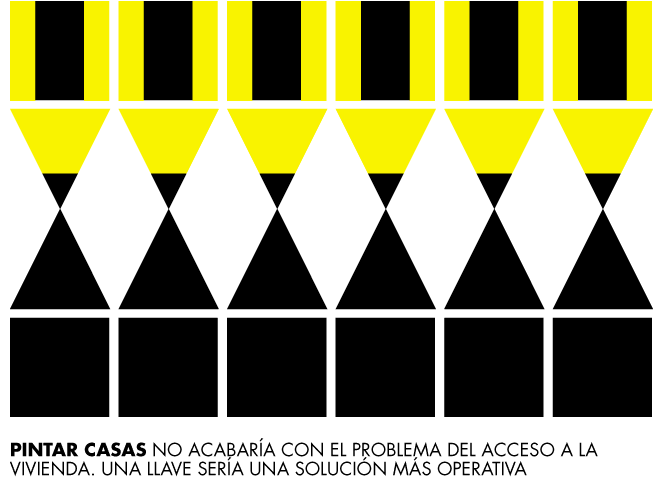 PINTAR CASAS NO ACABARÍA CON EL PROBLEMA DEL ACCESO A LA
VIVIENDA. UNA LLAVE SERÍA UNA SOLUCIÓN MÁS OPERATIVA